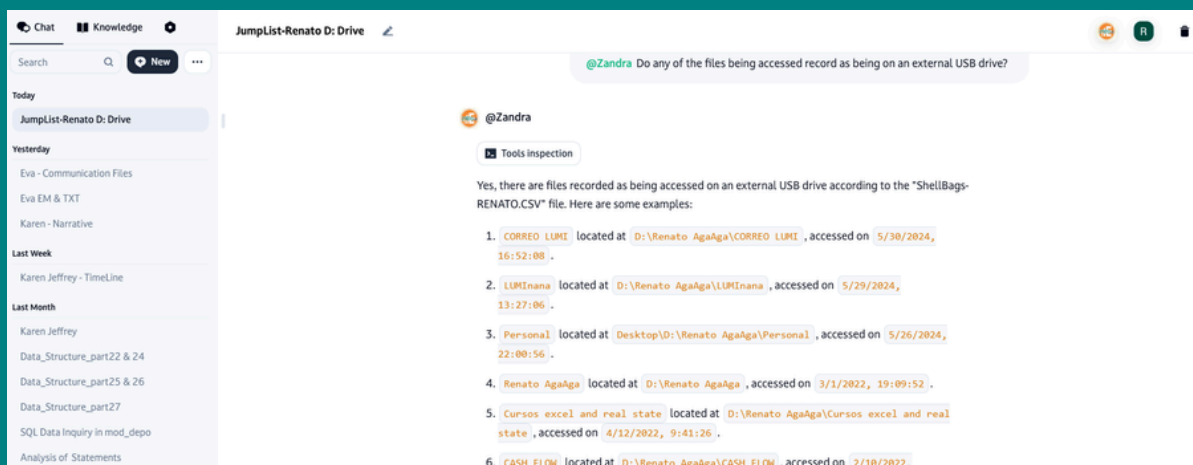 Chat Knowledge
Search New
Today
JumpList-Renato D: Drive
Yesterday
Eva - Communication Files
Eva EM & TXT
Karen - Narrative
Last Week
Karen Jeffrey - TimeLine
Last Month
Karen Jeffrey
Data_Structure_part22 & 24
Data_Structure_part25 & 26
Data_Structure_part27
SQL Data Inquiry in mod_depo
Analysis of Statements
JumpList-Renato D: Drive
R
@Zandra Do any of the files being accessed record as being on an external USB drive?
@Zandra
Tools inspection
Yes, there are files recorded as being accessed on an external USB drive according to the "ShellBags-
RENATO.CSV" file. Here are some examples:
1. CORREO LUMI located at D:\Renato AgaAga\CORREO LUMI , accessed on 5/30/2024,
16:52:08 .
2. LUMInana located at D:\Renato AgaAga\LUMInana , accessed on 5/29/2024,
13:27:06 .
3. Personal located at Desktop\D:\Renato AgaAga\Personal , accessed on 5/26/2024,
22:00:56 .
4. Renato AgaAga located at D:\Renato AgaAga , accessed on 3/1/2022, 19:09:52 .
5. Cursos excel and real state located at D:\Renato AgaAga\Cursos excel and real
state , accessed on 4/12/2022, 9:41:26 .
6. CASH FLOW located at D:\Renato AgaAga\CASH FLOW , accessed on 2/10/2022,